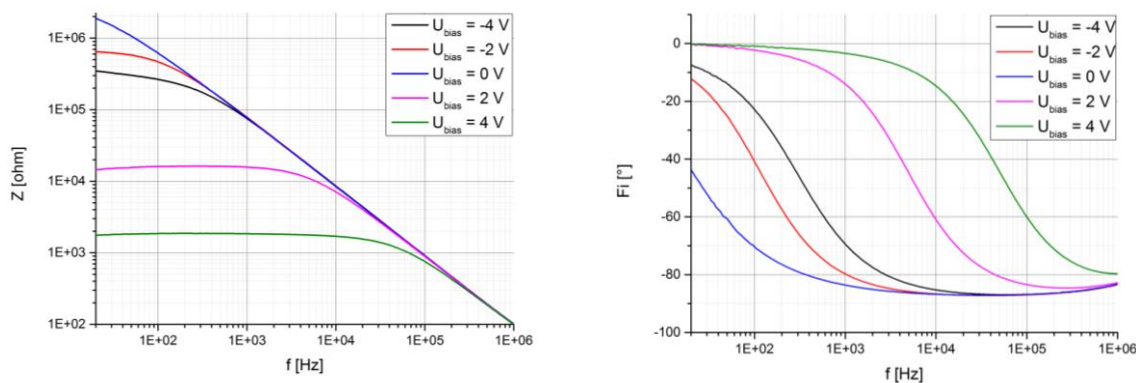 Z [ohm]
1E+06
1E+05
1E+04
1E+03
1E+02
1E+02
1E+03
1E+04
1E+05
1E+06
f [Hz]
Ubias = -4 V
Ubias = -2 V
Ubias = 0 V
Ubias = 2 V
Ubias = 4 V
Fi [°]
0
-20
-40
-60
-80
-100
1E+02
1E+03
1E+04
1E+05
1E+06
f [Hz]
Ubias = -4 V
Ubias = -2 V
Ubias = 0 V
Ubias = 2 V
Ubias = 4 V